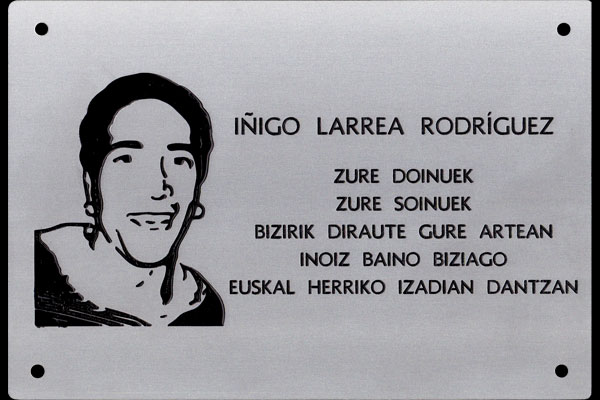 IÑIGO LARREA RODRÍGUEZ
ZURE DOINUEK
ZURE SOINUEK
BIZIRIK DIRAUTE GURE ARTEAN
INOIZ BAINO BIZIAGO
EUSKAL HERRIKO IZADIAN DANTZAN